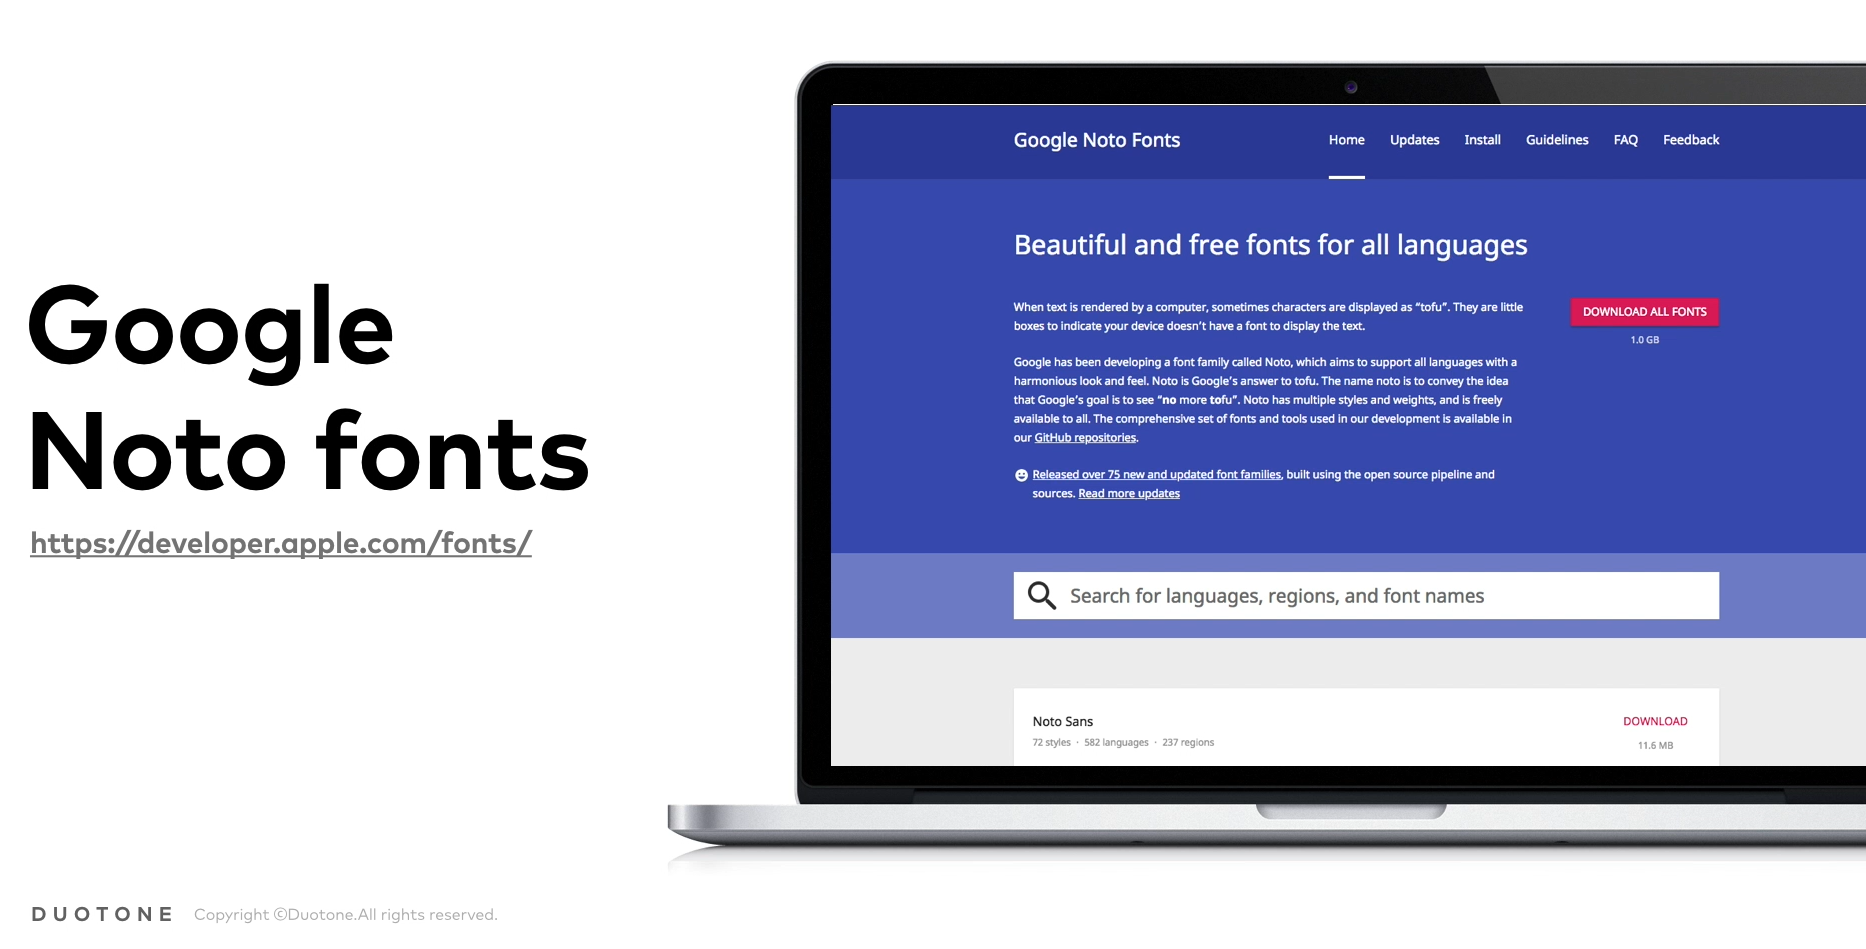 Google
Noto fonts
https://developer.apple.com/fonts/
Google Noto Fonts
Home Updates Install Guidelines FAQ Feedback
Beautiful and free fonts for all languages
When text is rendered by a computer, sometimes characters are displayed as “tofu”. They are little
boxes to indicate your device doesn’t have a font to display the text.
DOWNLOAD ALL FONTS
1.0 GB
Google has been developing a font family called Noto, which aims to support all languages with a
harmonious look and feel. Noto is Google’s answer to tofu. The name noto is to convey the idea
that Google’s goal is to see “no more tofu”. Noto has multiple styles and weights, and is freely
available to all. The comprehensive set of fonts and tools used in our development is available in
our GitHub repositories.
Released over 75 new and updated font families, built using the open source pipeline and
sources. Read more updates
Search for languages, regions, and font names
Noto Sans
72 styles · 582 languages · 237 regions
DOWNLOAD
11.6 MB
DUOTONE Copyright ©Duotone.All rights reserved.